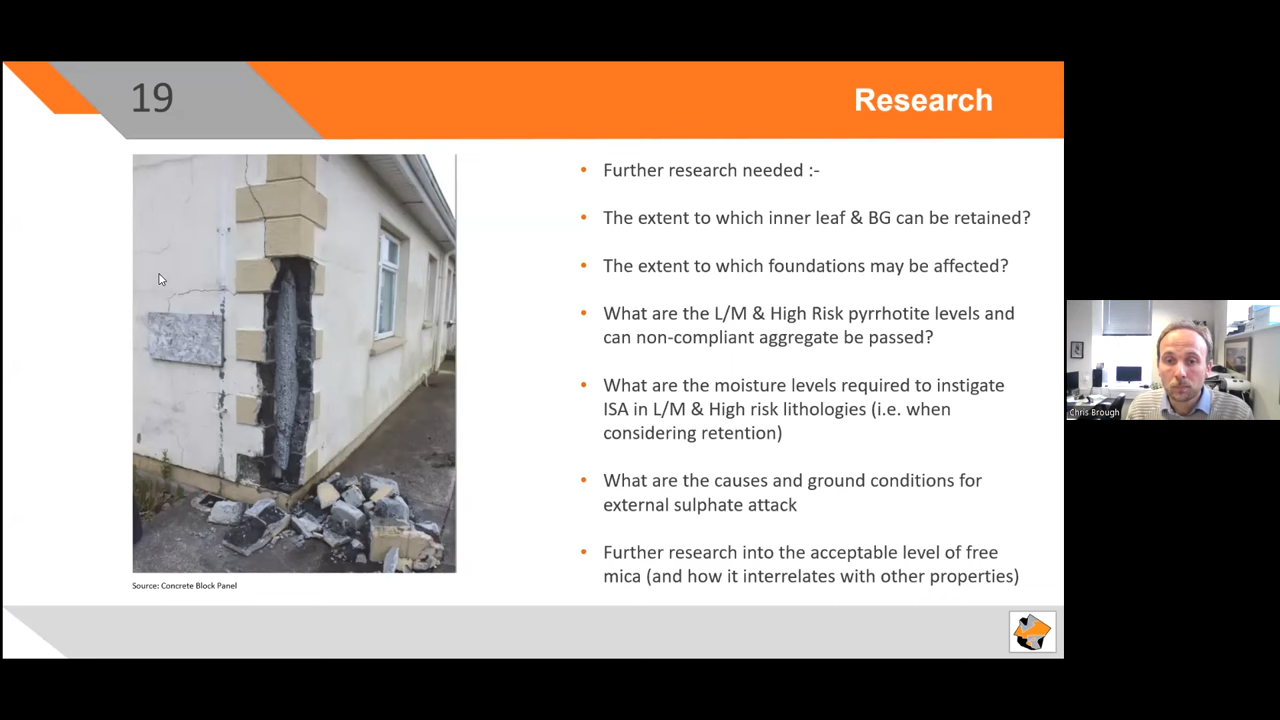 19
Research
• Further research needed :-
• The extent to which inner leaf & BG can be retained?
• The extent to which foundations may be affected?
• What are the L/M & High Risk pyrrhotite levels and
can non-compliant aggregate be passed?
• What are the moisture levels required to instigate
ISA in L/M & High risk lithologies (i.e. when
considering retention)
• What are the causes and ground conditions for
external sulphate attack
• Further research into the acceptable level of free
mica (and how it interrelates with other properties)
Source: Concrete Block Panel
Chris Brough